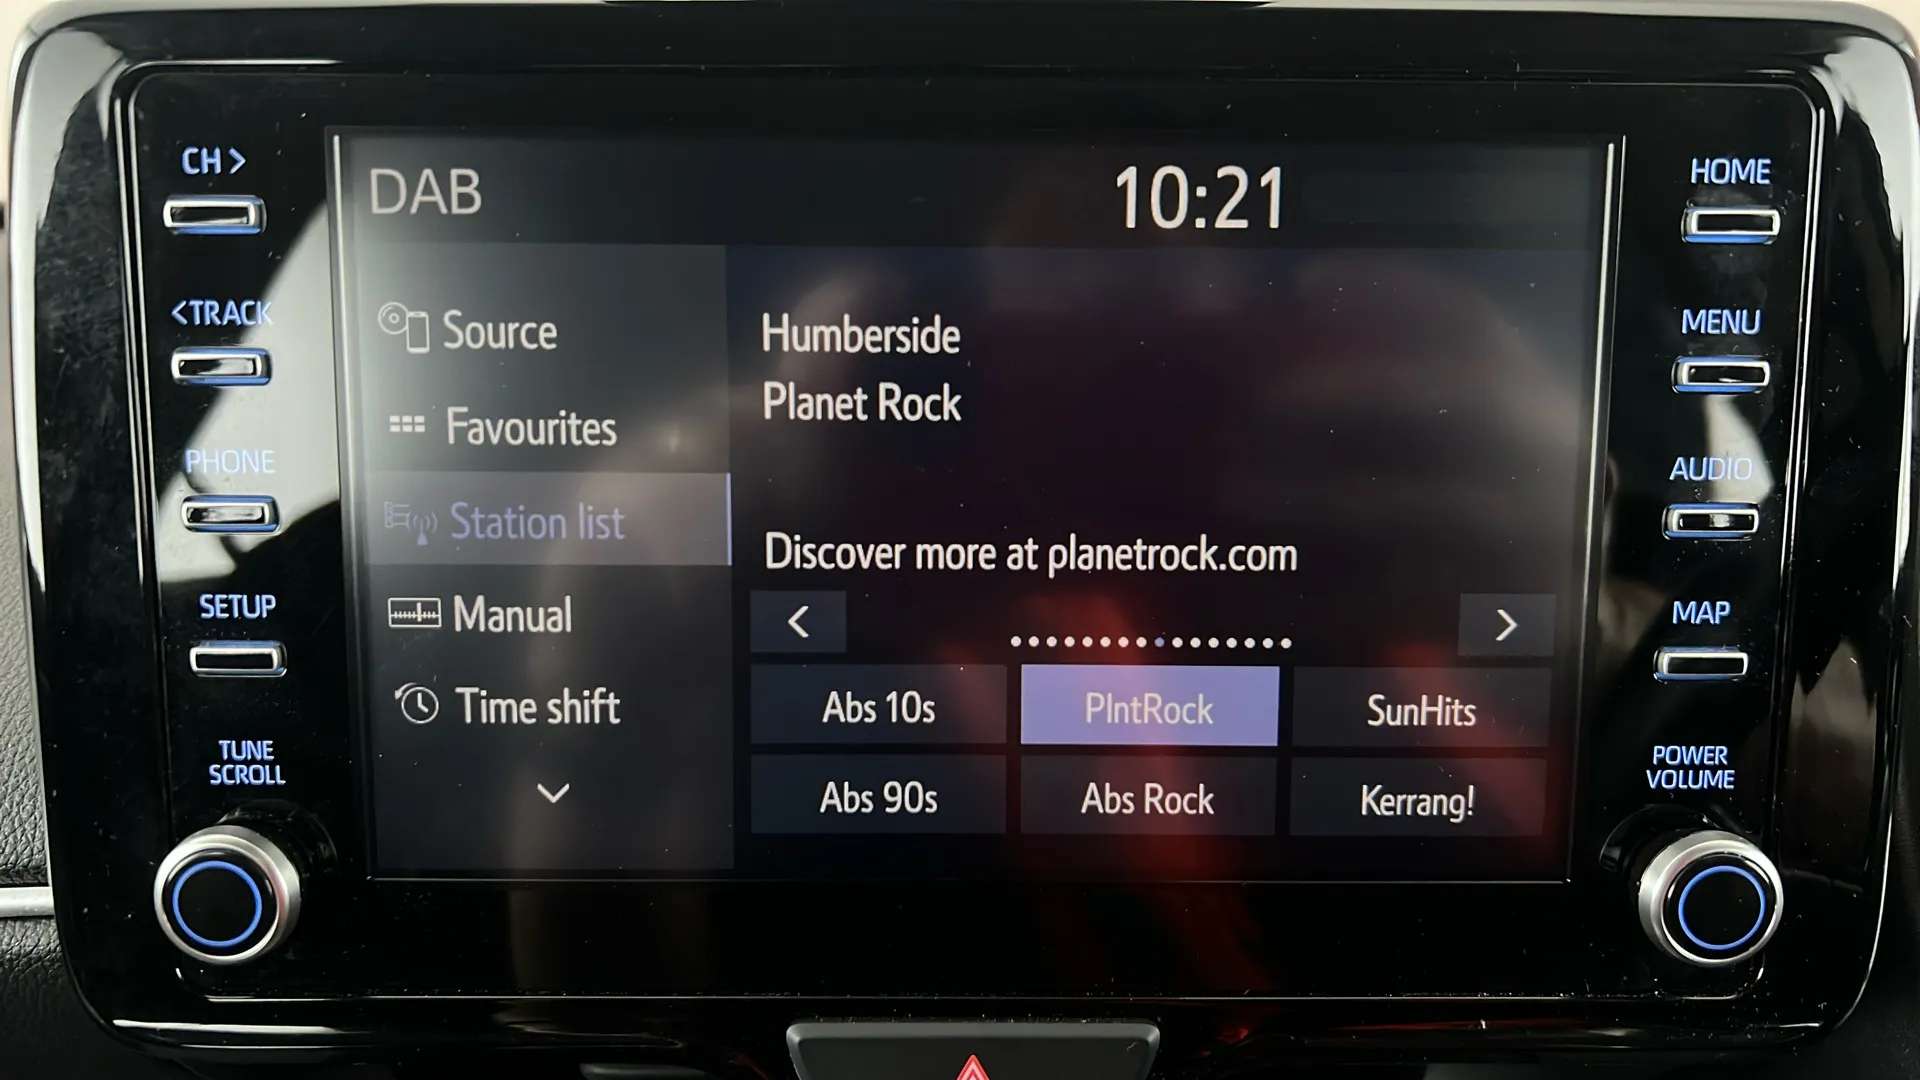 CH>
<TRACK
PHONE
SETUP
TUNE
SCROLL
DAB
10:21
Source
Favourites
Station list
Manual
Time shift
Humberside
Planet Rock
Discover more at planetrock.com
Abs 10s
PlntRock
SunHits
Abs 90s
Abs Rock
Kerrang!
HOME
MENU
AUDIO
MAP
POWER
VOLUME